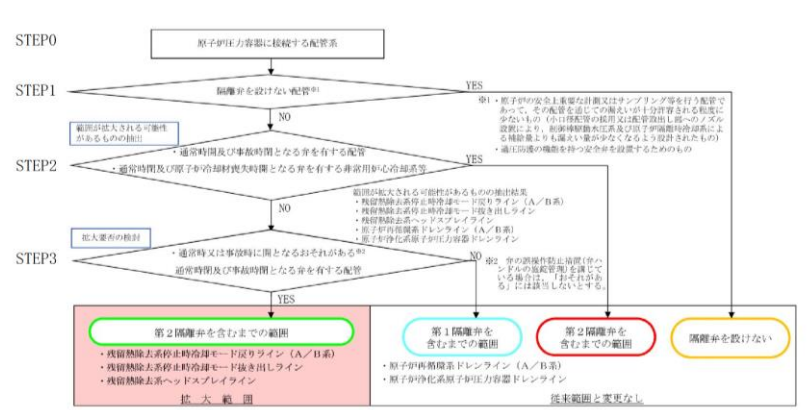 STEP0
原子炉圧力容器に接続する配管系
STEP1
隔離弁を設けない配管※1
YES
NO
※1・原子炉の安全上重要な計測又はサンプリング等を行う配管で
あって，その配管を通じての漏えいが十分許容される程度に
少ないもの（小口径配管の採用又は配管取出し部へのノズル
設置により，制御棒駆動水圧系及び原子炉隔離時冷却系によ
る補給量よりも漏えい量が少なくなるよう設計されたもの）
・過圧防護の機能を持つ安全弁を設置するためのもの
範囲が拡大される可能性
があるものの抽出
STEP2
・通常時閉及び事故時開となる弁を有する配管
・通常時閉及び原子炉冷却材喪失時開となる弁を有する非常用炉心冷却系等
YES
NO
範囲が拡大される可能性があるものの抽出結果
・残留熱除去系停止時冷却モード戻りライン（A／B系）
・残留熱除去系停止時冷却モード抜き出しライン
・残留熱除去系ヘッドスプレイライン
・原子炉再循環系ドレンライン（A／B系）
・原子炉浄化系原子炉圧力容器ドレンライン
拡大要否の検討
STEP3
・通常時又は事故時に開となるおそれがある※2
通常時閉及び事故時閉となる弁を有する配管
NO
※2　弁の誤操作防止措置(弁ハ
ンドルの施錠管理)を講じて
いる場合は，「おそれがあ
る」には該当しないとする。
YES
第2隔離弁を含むまでの範囲
・残留熱除去系停止時冷却モード戻りライン（A／B系）
・残留熱除去系停止時冷却モード抜き出しライン
・残留熱除去系ヘッドスプレイライン
拡大範囲
第1隔離弁を
含むまでの範囲
・原子炉再循環系ドレンライン（A／B系）
・原子炉浄化系原子炉圧力容器ドレンライン
第2隔離弁を
含むまでの範囲
隔離弁を設けない
従来範囲と変更なし